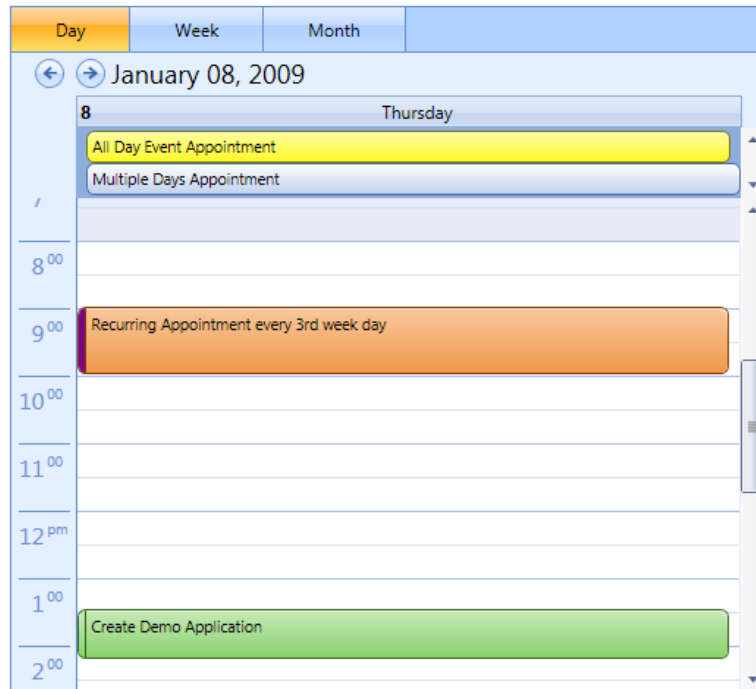 Day Week Month
January 08, 2009
8 Thursday
All Day Event Appointment
Multiple Days Appointment
8 00
9 00
Recurring Appointment every 3rd week day
10 00
11 00
12 pm
1 00
Create Demo Application
2 00